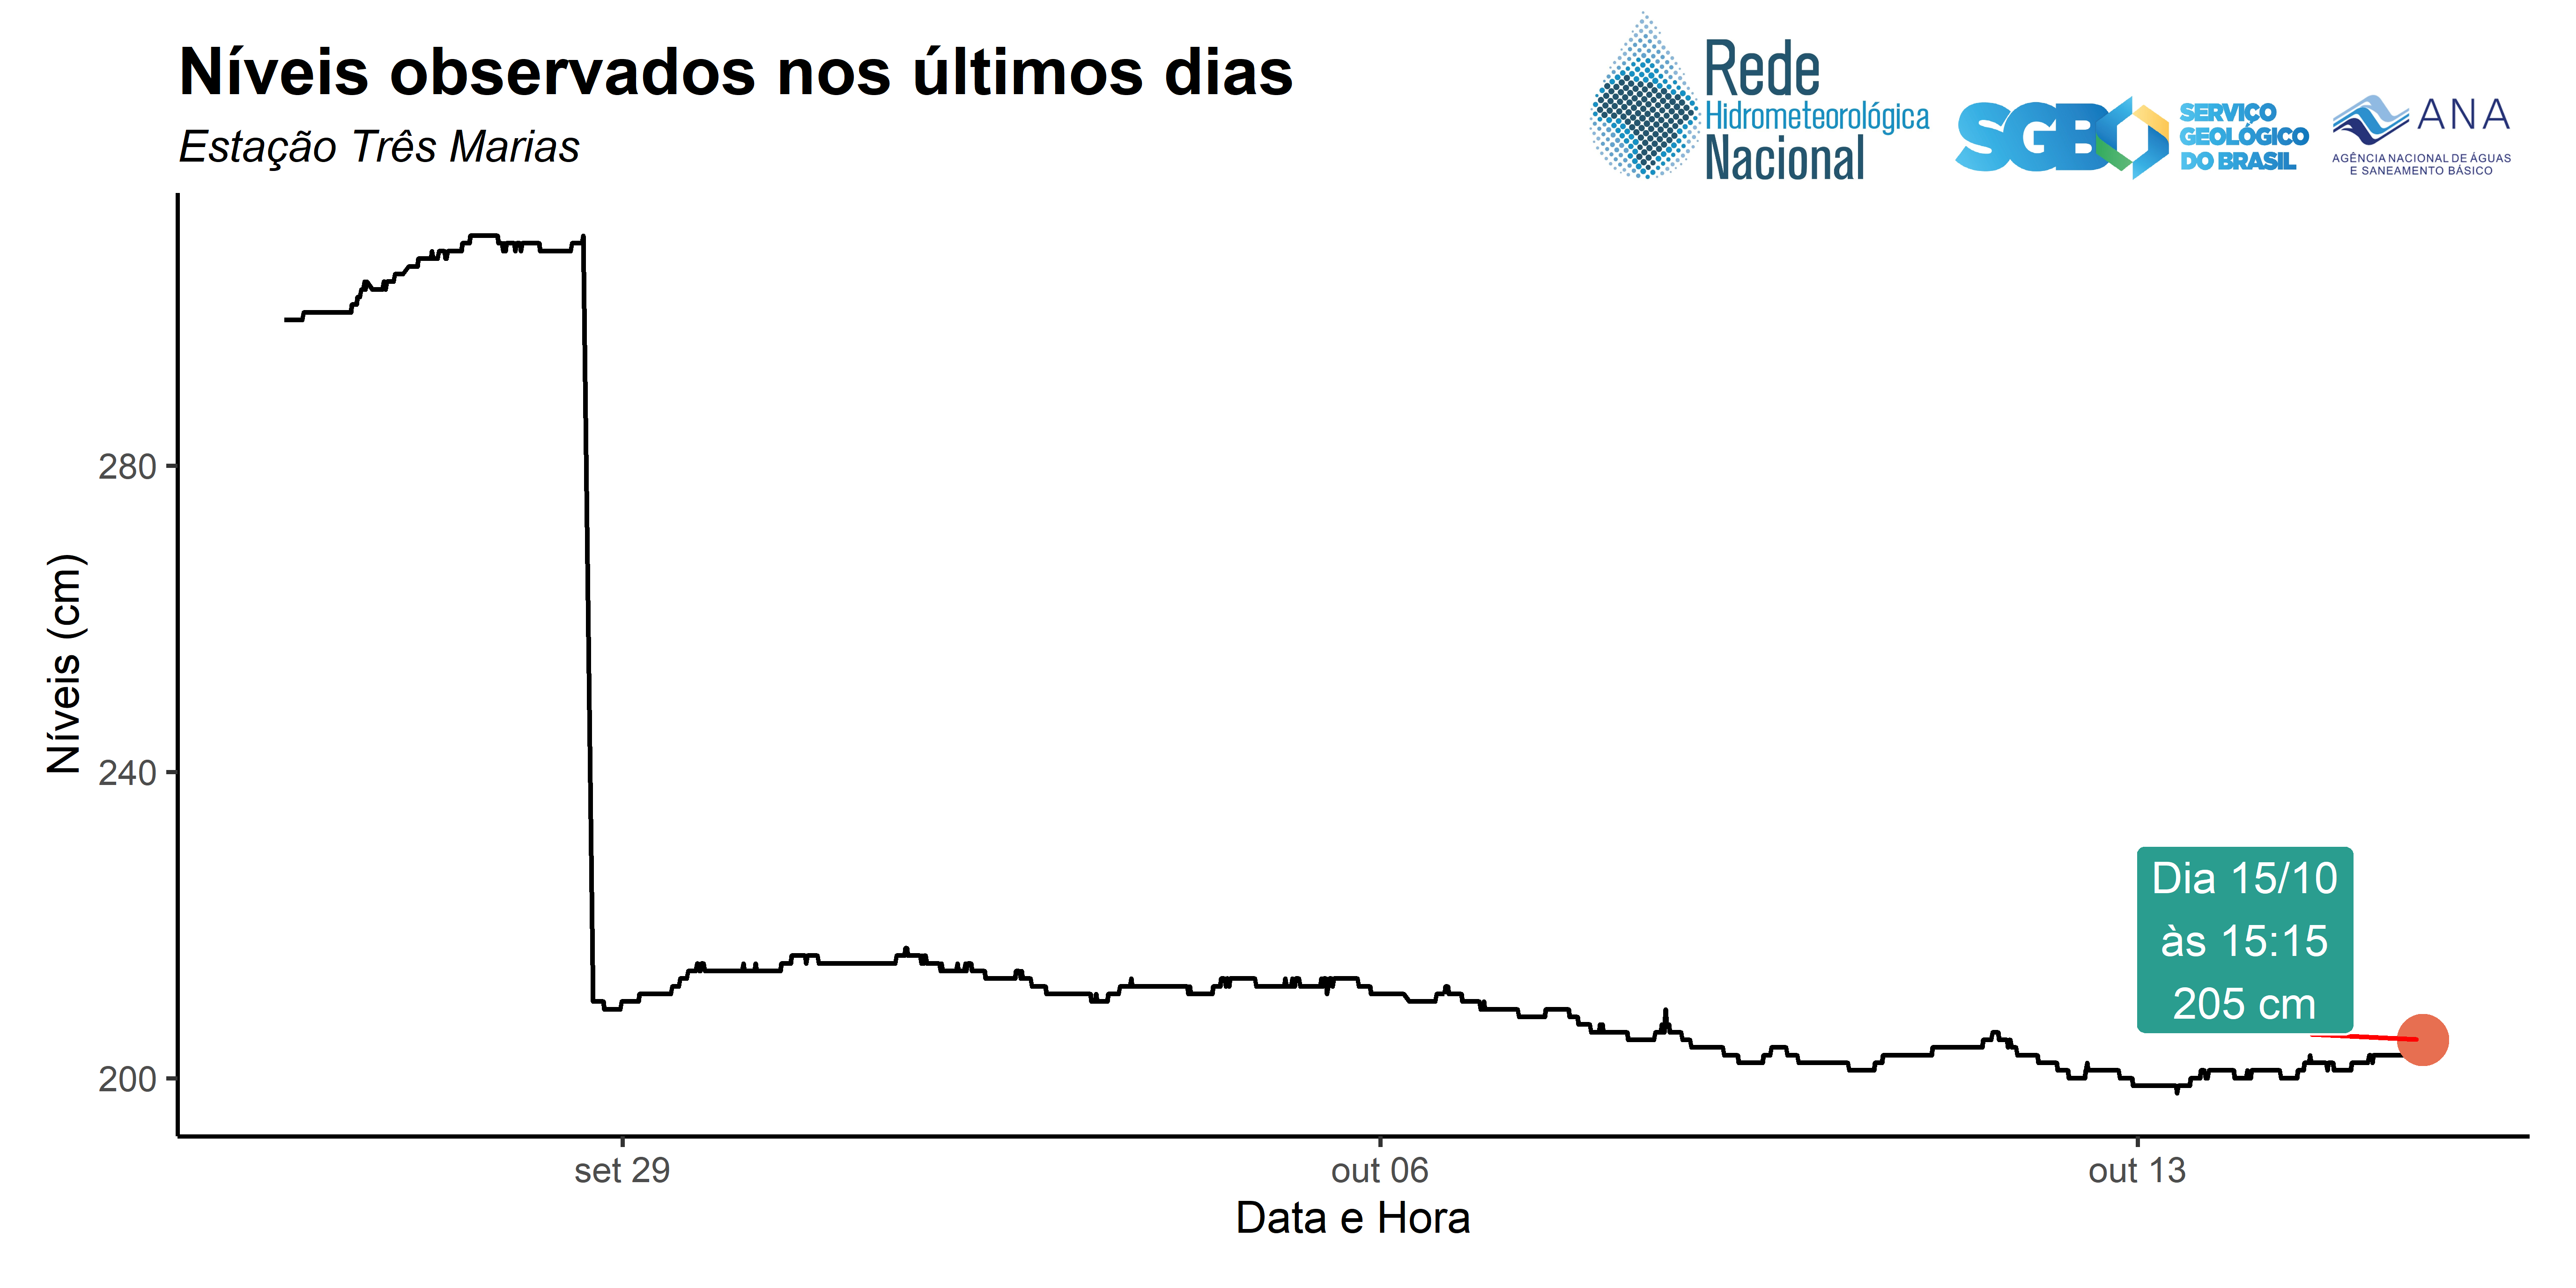 Níveis observados nos últimos dias
Estação Três Marias
Rede
Hidrometeorológica
Nacional
SGB
SERVIÇO
GEOLÓGICO
DO BRASIL
ANA
AGÊNCIA NACIONAL DE ÁGUAS
E SANEAMENTO BÁSICO
Níveis (cm)
280
240
200
Dia 15/10
às 15:15
205 cm
set 29
out 06
out 13
Data e Hora